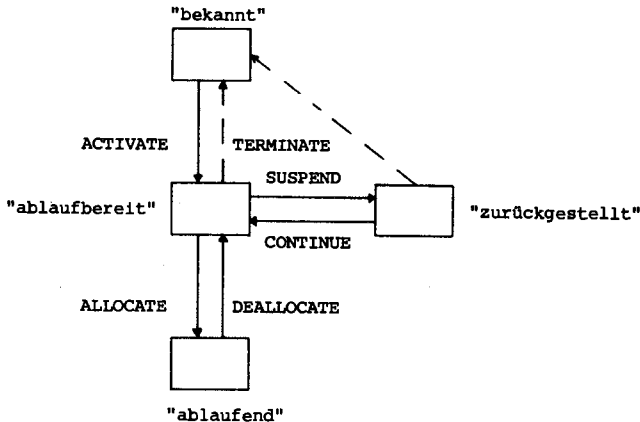 "bekannt"
ACTIVATE
TERMINATE
SUSPEND
"ablaufbereit"
"zurückgestellt"
CONTINUE
ALLOCATE
DEALLOCATE
"ablaufend"